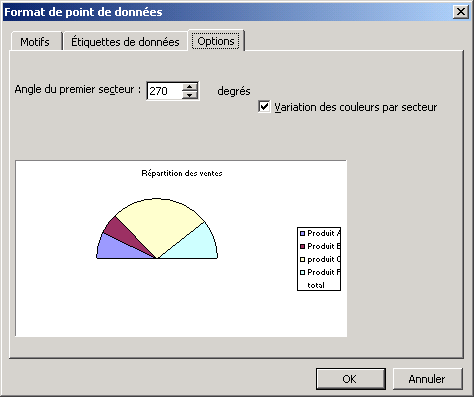 Format de point de données
Motifs
Étiquettes de données
Options
Angle du premier secteur :
270
degrés
Variation des couleurs par secteur
Répartition des ventes
Produit A
Produit B
produit C
Produit
total
OK
Annuler